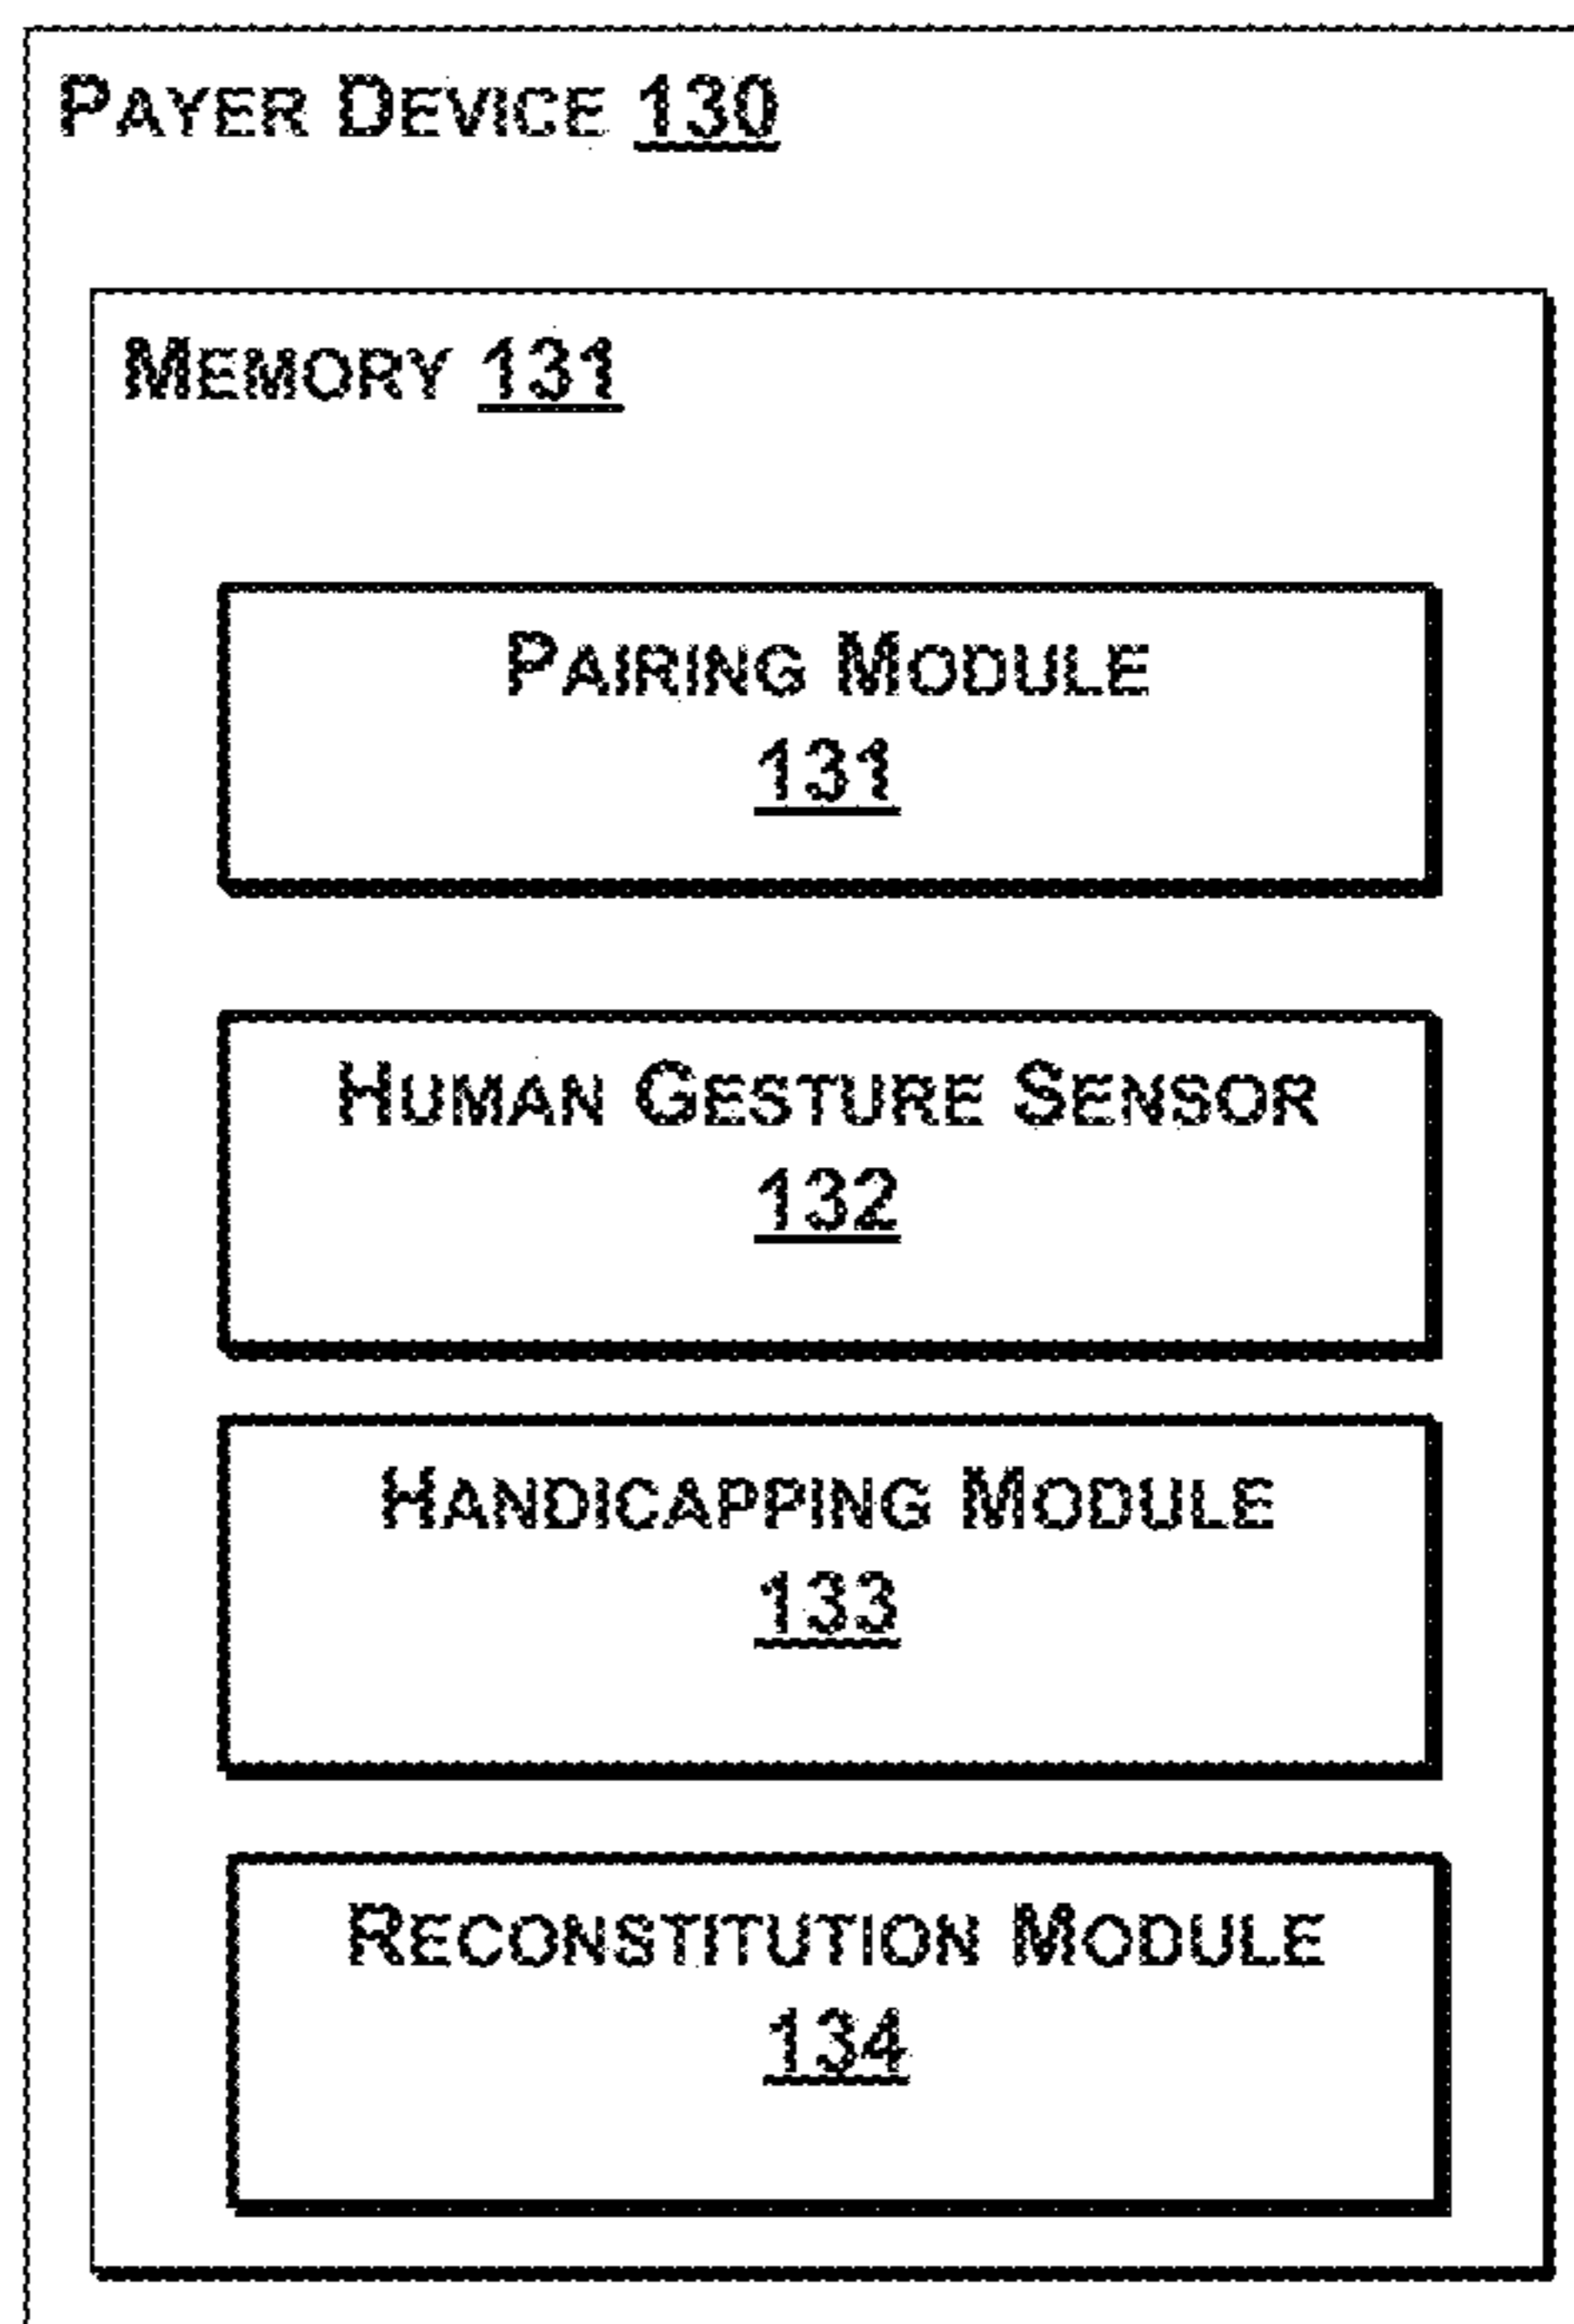 PAYER DEVICE 130
MEMORY 131
PAIRING MODULE
131
HUMAN GESTURE SENSOR
132
HANDICAPPING MODULE
133
RECONSTITUTION MODULE
134